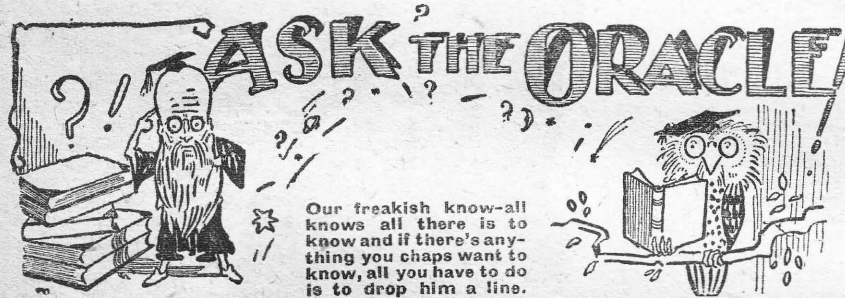 ASK THE ORACLE!
Our freakish know-all
knows all there is to
know and if there's any-
thing you chaps want to
know, all you have to do
is to drop him a line.